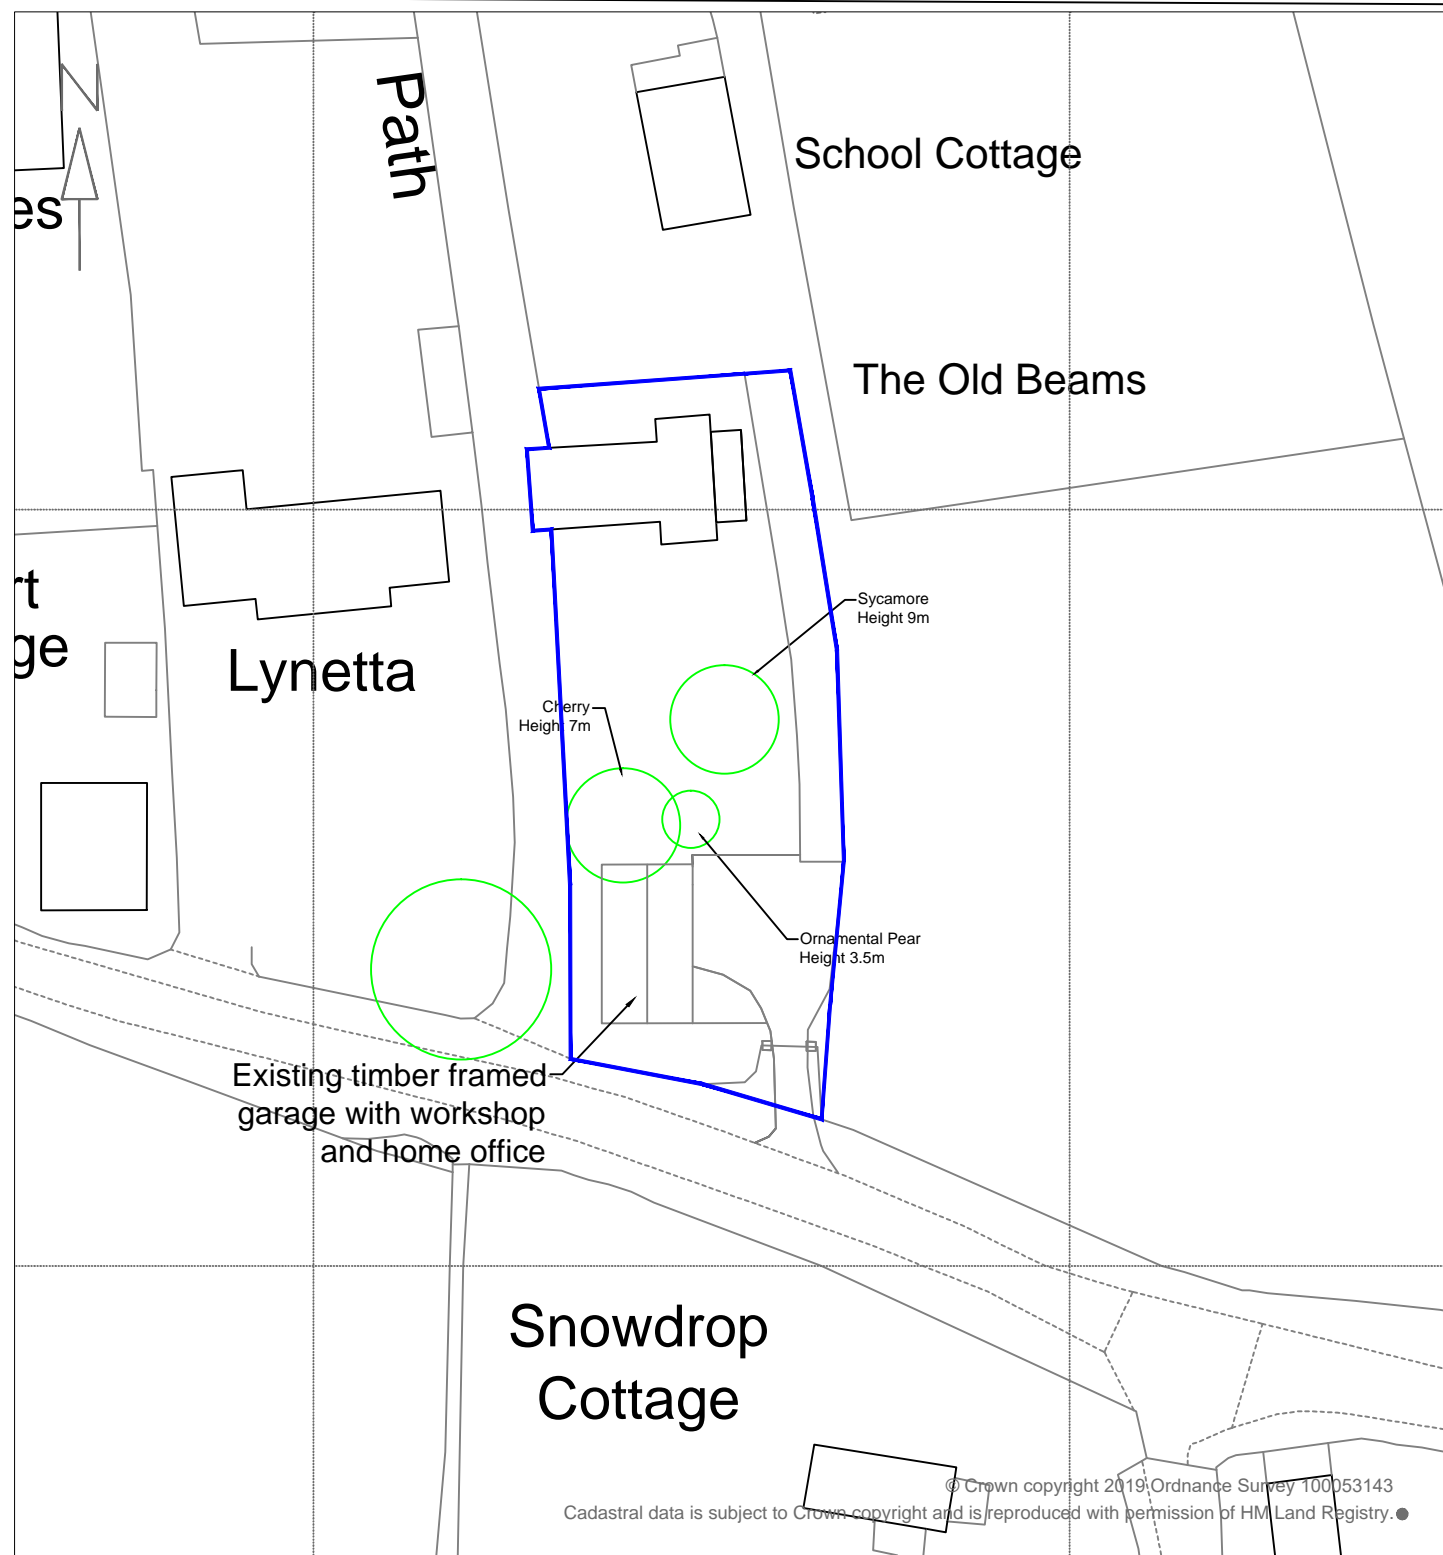 N
Path
School Cottage
es
The Old Beams
rt
ge
Lynetta
Sycamore
Height 9m
Cherry
Height 7m
Ornamental Pear
Height 3.5m
Existing timber framed
garage with workshop
and home office
Snowdrop
Cottage
© Crown copyright 2019 Ordnance Survey 100053143
Cadastral data is subject to Crown copyright and is reproduced with permission of HM Land Registry.